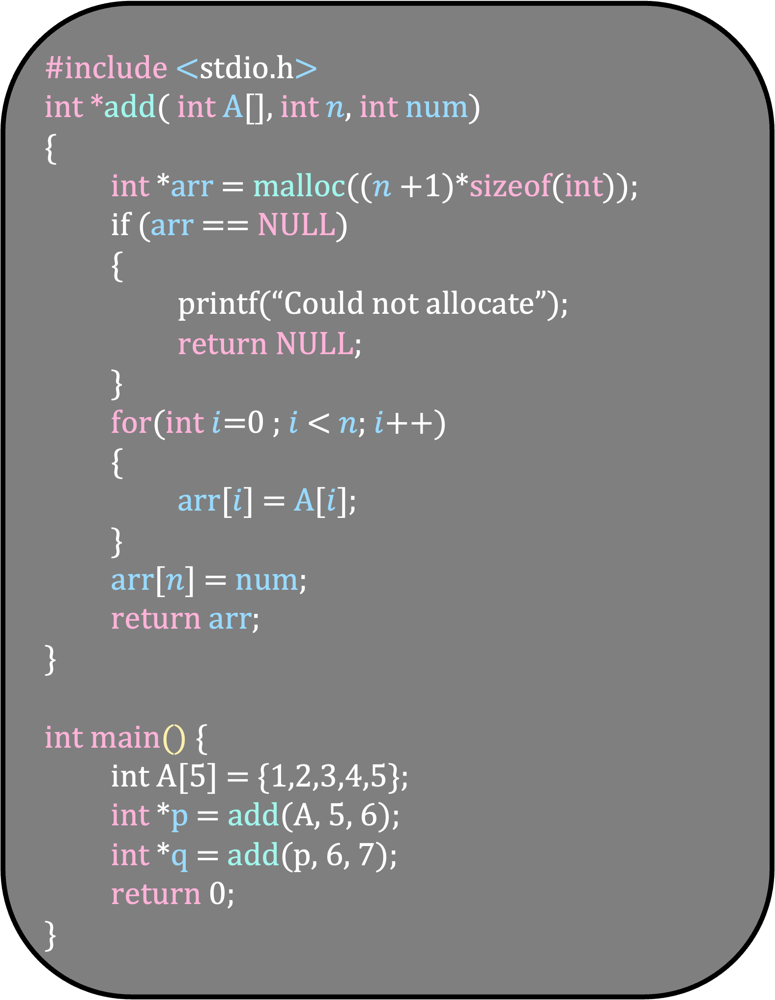 #include <stdio.h>
int *add( int A[], int n, int num)
{
int *arr = malloc((n +1)*sizeof(int));
if (arr == NULL)
{
printf(“Could not allocate”);
return NULL;
}
for(int i=0 ; i < n; i++)
{
arr[i] = A[i];
}
arr[n] = num;
return arr;
}
int main() {
int A[5] = {1,2,3,4,5};
int *p = add(A, 5, 6);
int *q = add(p, 6, 7);
return 0;
}